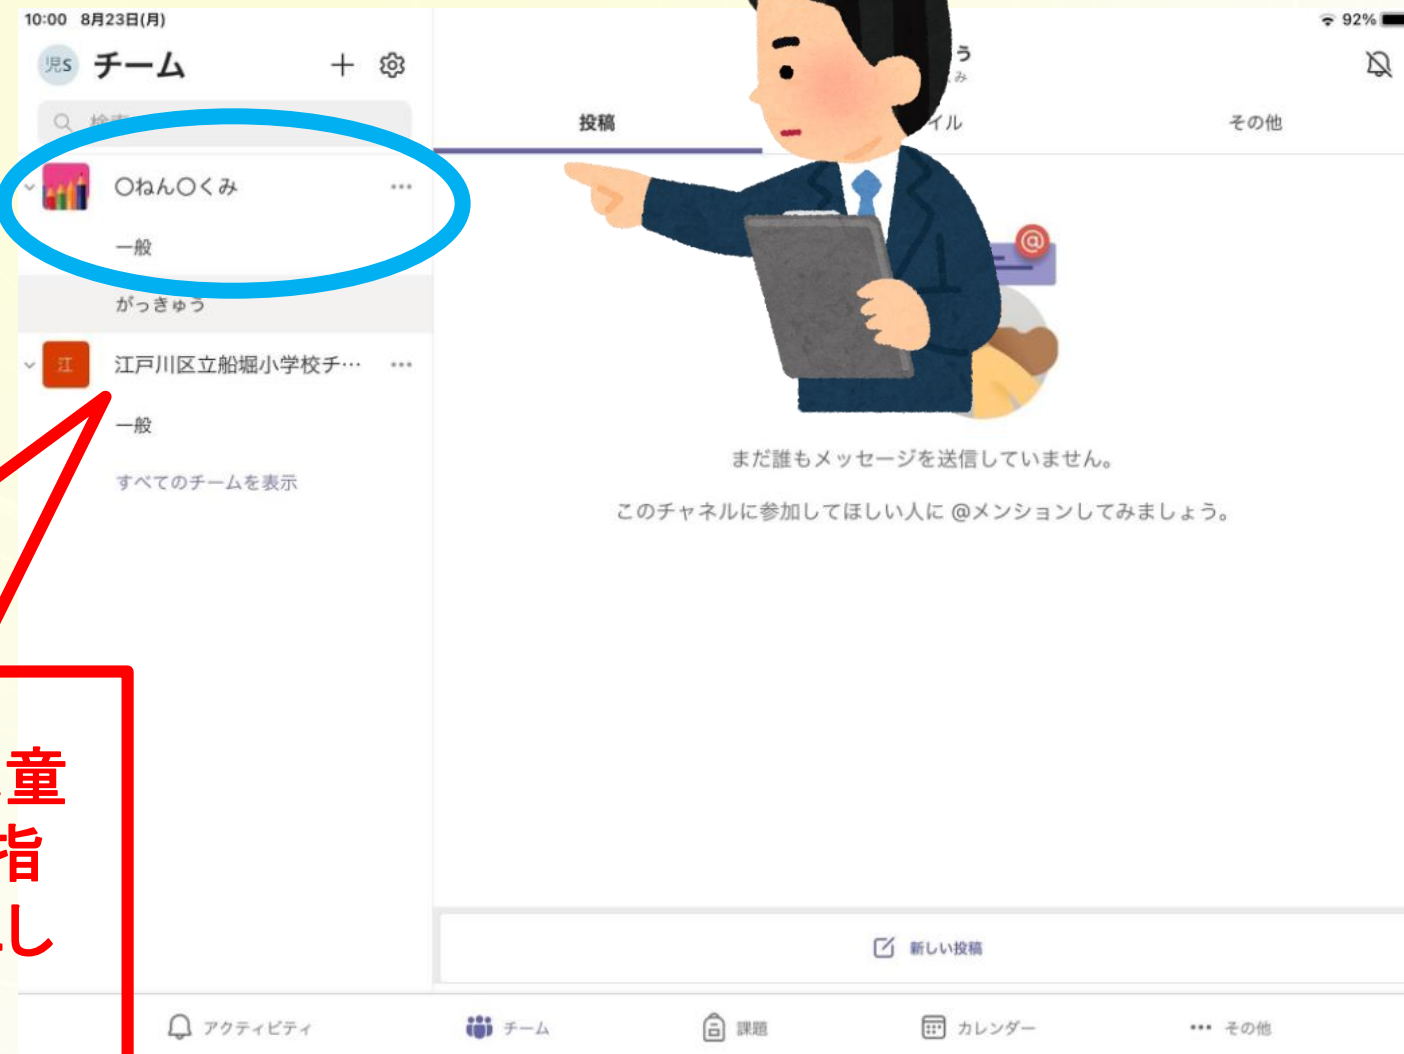 10:00 8月23日(月)
92%
児S チーム
う
み
投稿
イル
その他
〇ねん〇くみ
一般
がっきゅう
江 江戸川区立船堀小学校チ…
一般
すべてのチームを表示
@
まだ誰もメッセージを送信していません。
このチャネルに参加してほしい人に @メンションしてみましょう。
童
指
し
新しい投稿
アクティビティ
チーム
課題
カレンダー
その他